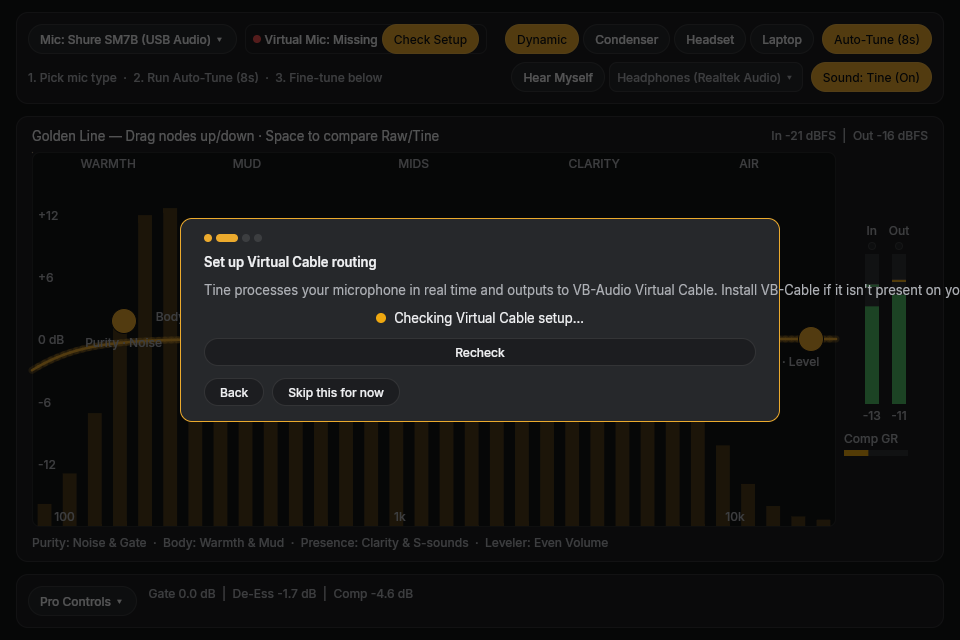 Mic: Shure SM7B (USB Audio) ▾
Virtual Mic: Missing
Check Setup
Dynamic
Condenser
Headset
Laptop
Auto-Tune (8s)
1. Pick mic type · 2. Run Auto-Tune (8s) · 3. Fine-tune below
Hear Myself
Headphones (Realtek Audio) ▾
Sound: Tine (On)
Golden Line — Drag nodes up/down · Space to compare Raw/Tine
In -21 dBFS | Out -16 dBFS
WARMTH MUD MIDS CLARITY AIR
+12
+6
0 dB
-6
-12
Purity · Noise
Body
· Level
100 1k 10k
In Out
-13 -11
Comp GR
Set up Virtual Cable routing
Tine processes your microphone in real time and outputs to VB-Audio Virtual Cable. Install VB-Cable if it isn't present on yo
Checking Virtual Cable setup...
Recheck
Back
Skip this for now
Purity: Noise & Gate · Body: Warmth & Mud · Presence: Clarity & S-sounds · Leveler: Even Volume
Pro Controls ▾
Gate 0.0 dB | De-Ess -1.7 dB | Comp -4.6 dB